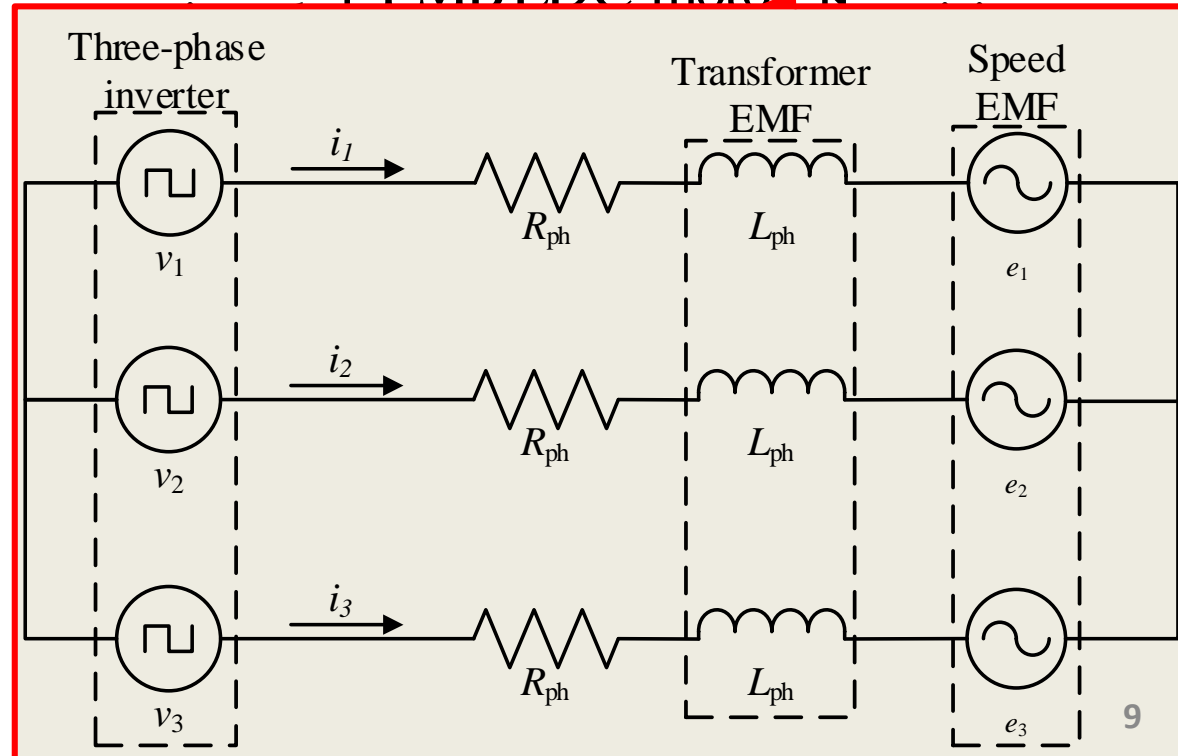 Three-phase
inverter
Transformer
EMF
Speed
EMF
i1
Rph
Lph
v1
e1
i2
Rph
Lph
v2
e2
i3
Rph
Lph
v3
e3
9